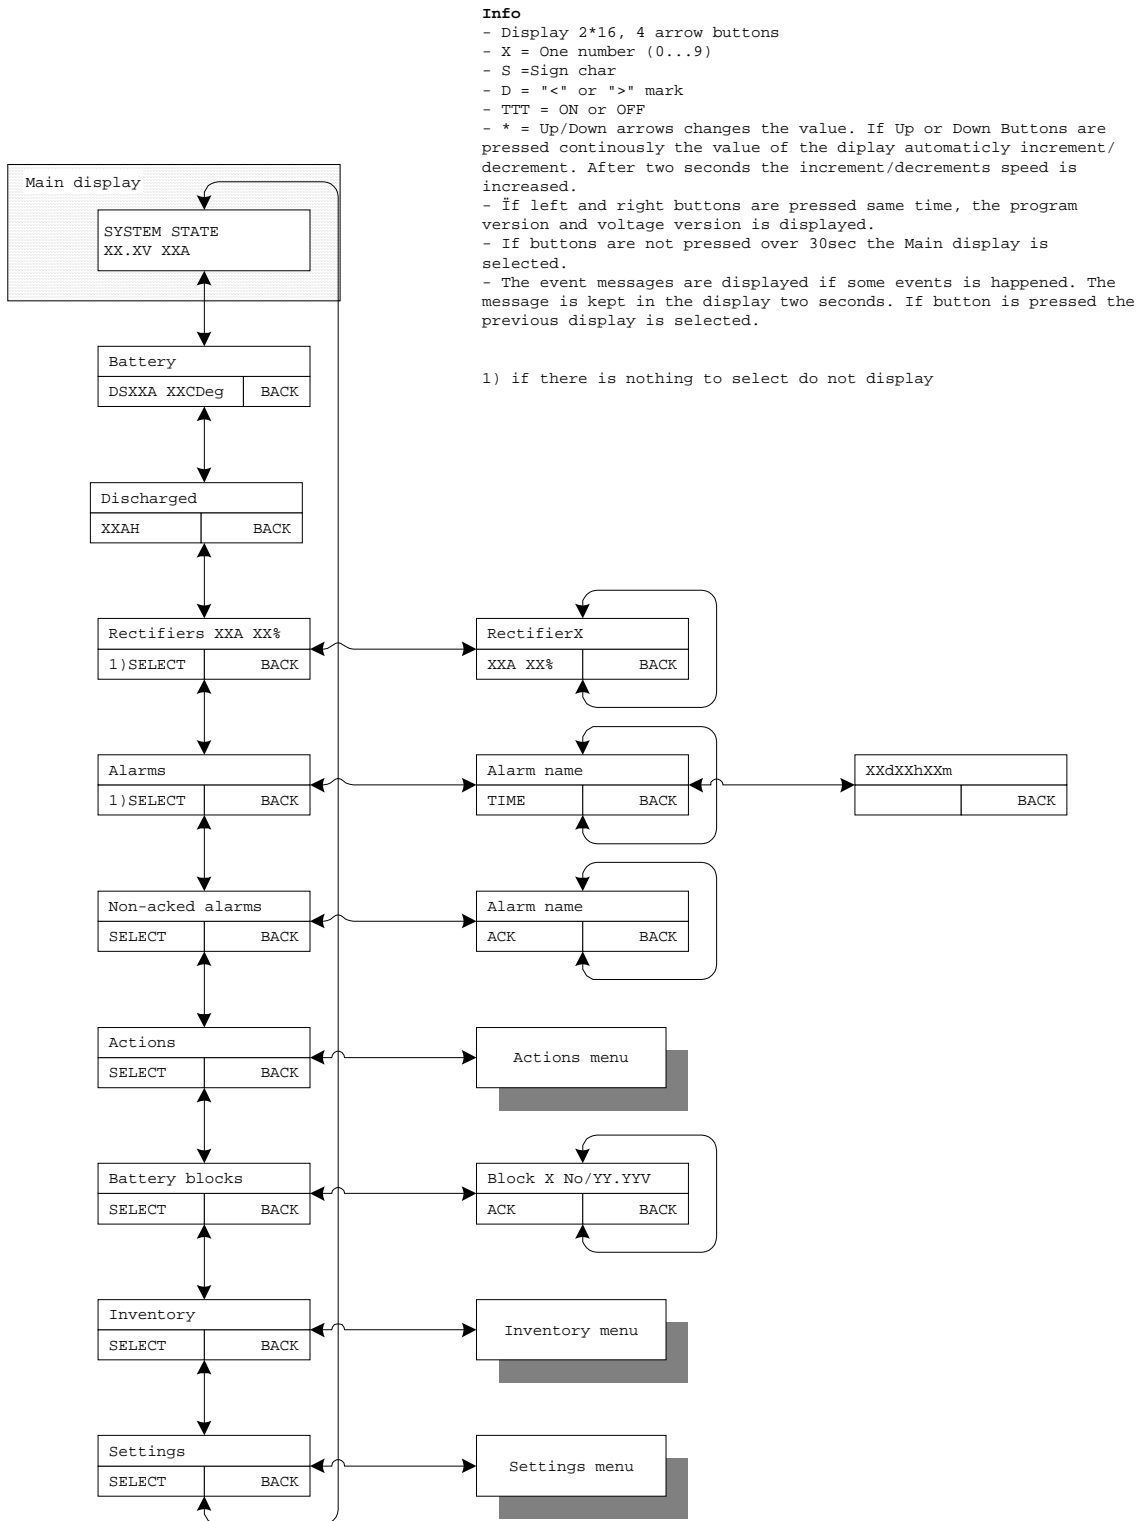 Info
- Display 2*16, 4 arrow buttons
- X = One number (0...9)
- S =Sign char
- D = "<" or ">" mark
- TTT = ON or OFF
- * = Up/Down arrows changes the value. If Up or Down Buttons are
pressed continously the value of the diplay automaticly increment/
decrement. After two seconds the increment/decrements speed is
increased.
- Ïf left and right buttons are pressed same time, the program
version and voltage version is displayed.
- If buttons are not pressed over 30sec the Main display is
selected.
- The event messages are displayed if some events is happened. The
message is kept in the display two seconds. If button is pressed the
previous display is selected.
1) if there is nothing to select do not display
Main display
SYSTEM STATE
XX.XV XXA
Battery
DSXXA XXCDeg BACK
Discharged
XXAH BACK
Rectifiers XXA XX%
1)SELECT BACK
RectifierX
XXA XX% BACK
Alarms
1)SELECT BACK
Alarm name
TIME BACK
XXdXXhXXm
BACK
Non-acked alarms
SELECT BACK
Alarm name
ACK BACK
Actions
SELECT BACK
Actions menu
Battery blocks
SELECT BACK
Block X No/YY.YYV
ACK BACK
Inventory
SELECT BACK
Inventory menu
Settings
SELECT BACK
Settings menu